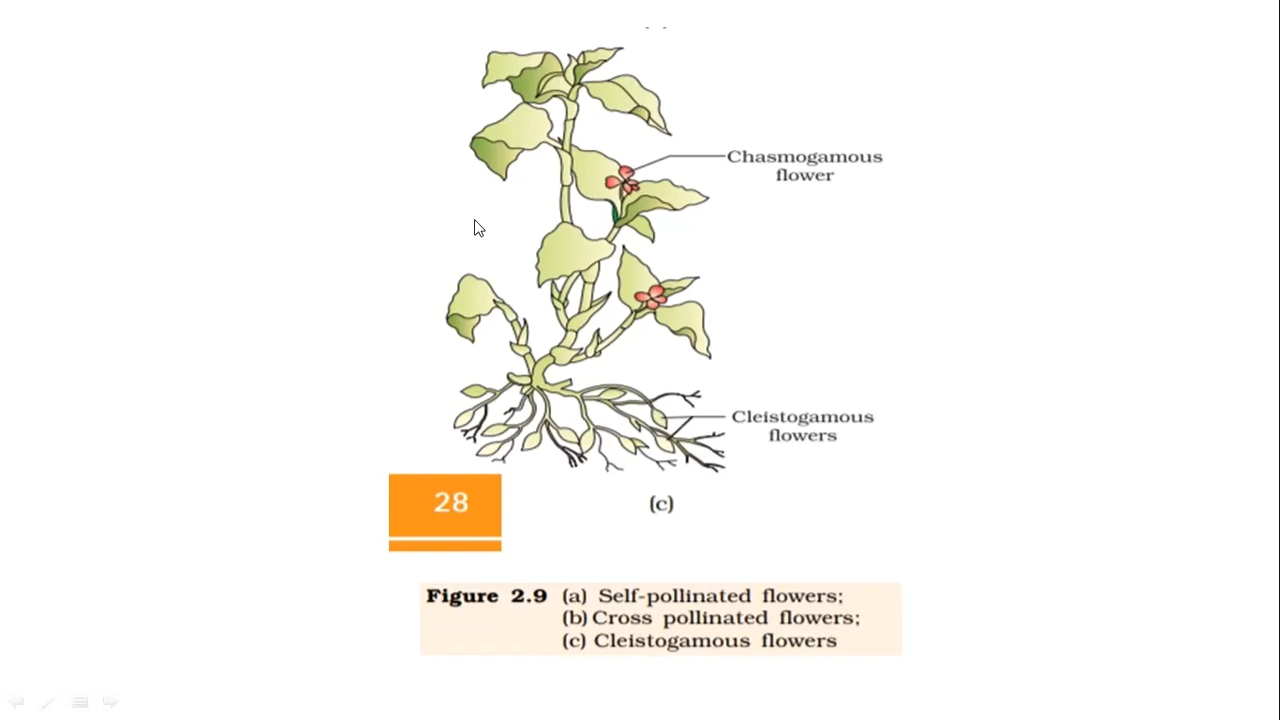 Chasmogamous
flower
Cleistogamous
flowers
28
(c)
Figure 2.9 (a) Self-pollinated flowers;
(b) Cross pollinated flowers;
(c) Cleistogamous flowers